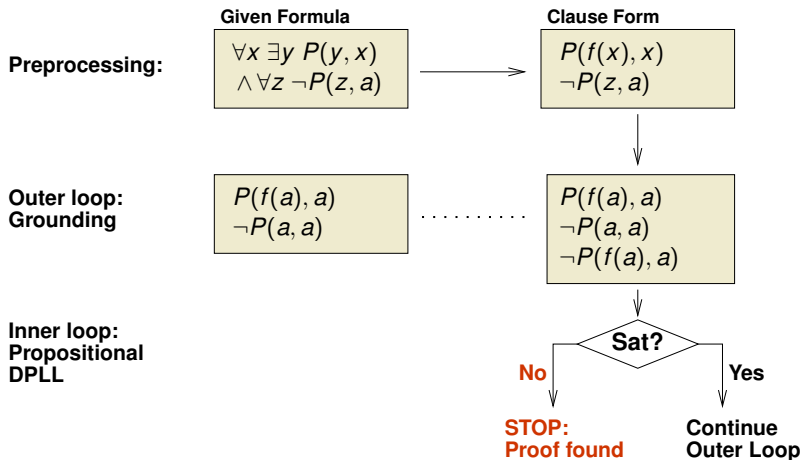 Given Formula
Clause Form
Preprocessing:
∀x ∃y P(y, x)
∧ ∀z ¬P(z, a)
P(f(x), x)
¬P(z, a)
Outer loop:
Grounding
P(f(a), a)
¬P(a, a)
P(f(a), a)
¬P(a, a)
¬P(f(a), a)
Inner loop:
Propositional
DPLL
Sat?
No
Yes
STOP:
Proof found
Continue
Outer Loop